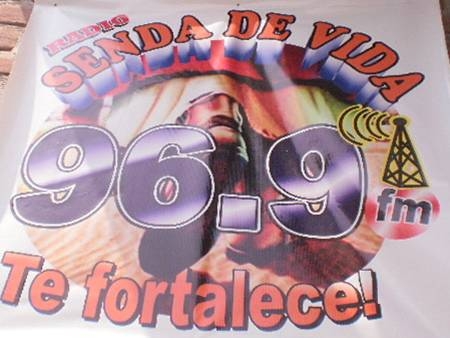 RADIO
SENDA DE VIDA
96.9
fm
Te fortalece!